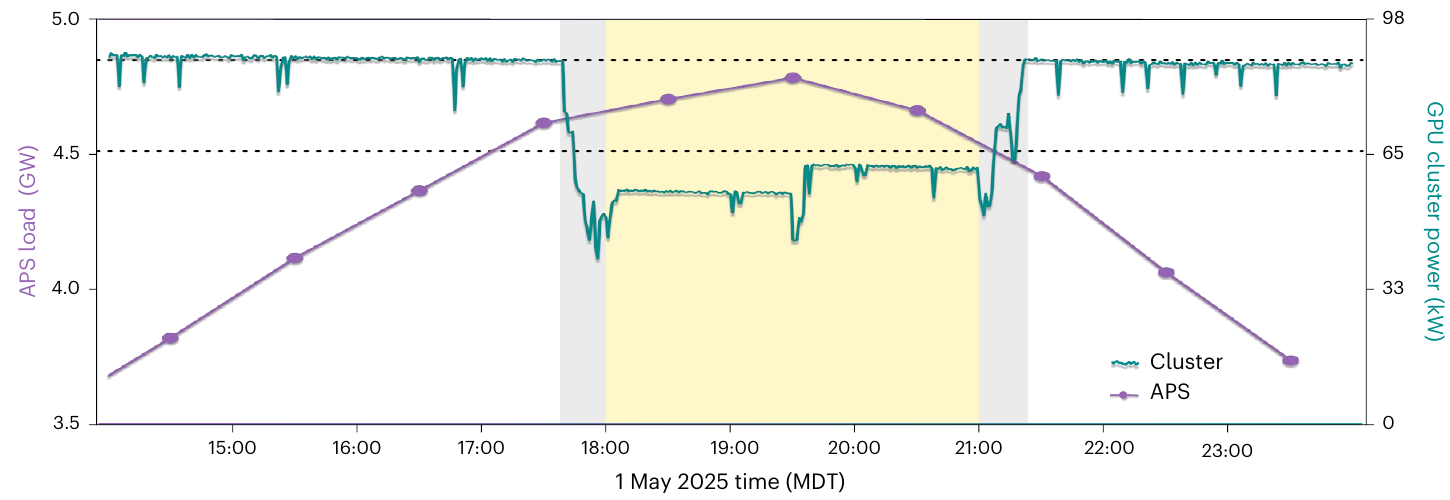 5.0
4.5
4.0
3.5
APS load (GW)
98
65
33
0
GPU cluster power (kW)
Cluster
APS
15:00 16:00 17:00 18:00 19:00 20:00 21:00 22:00 23:00
1 May 2025 time (MDT)